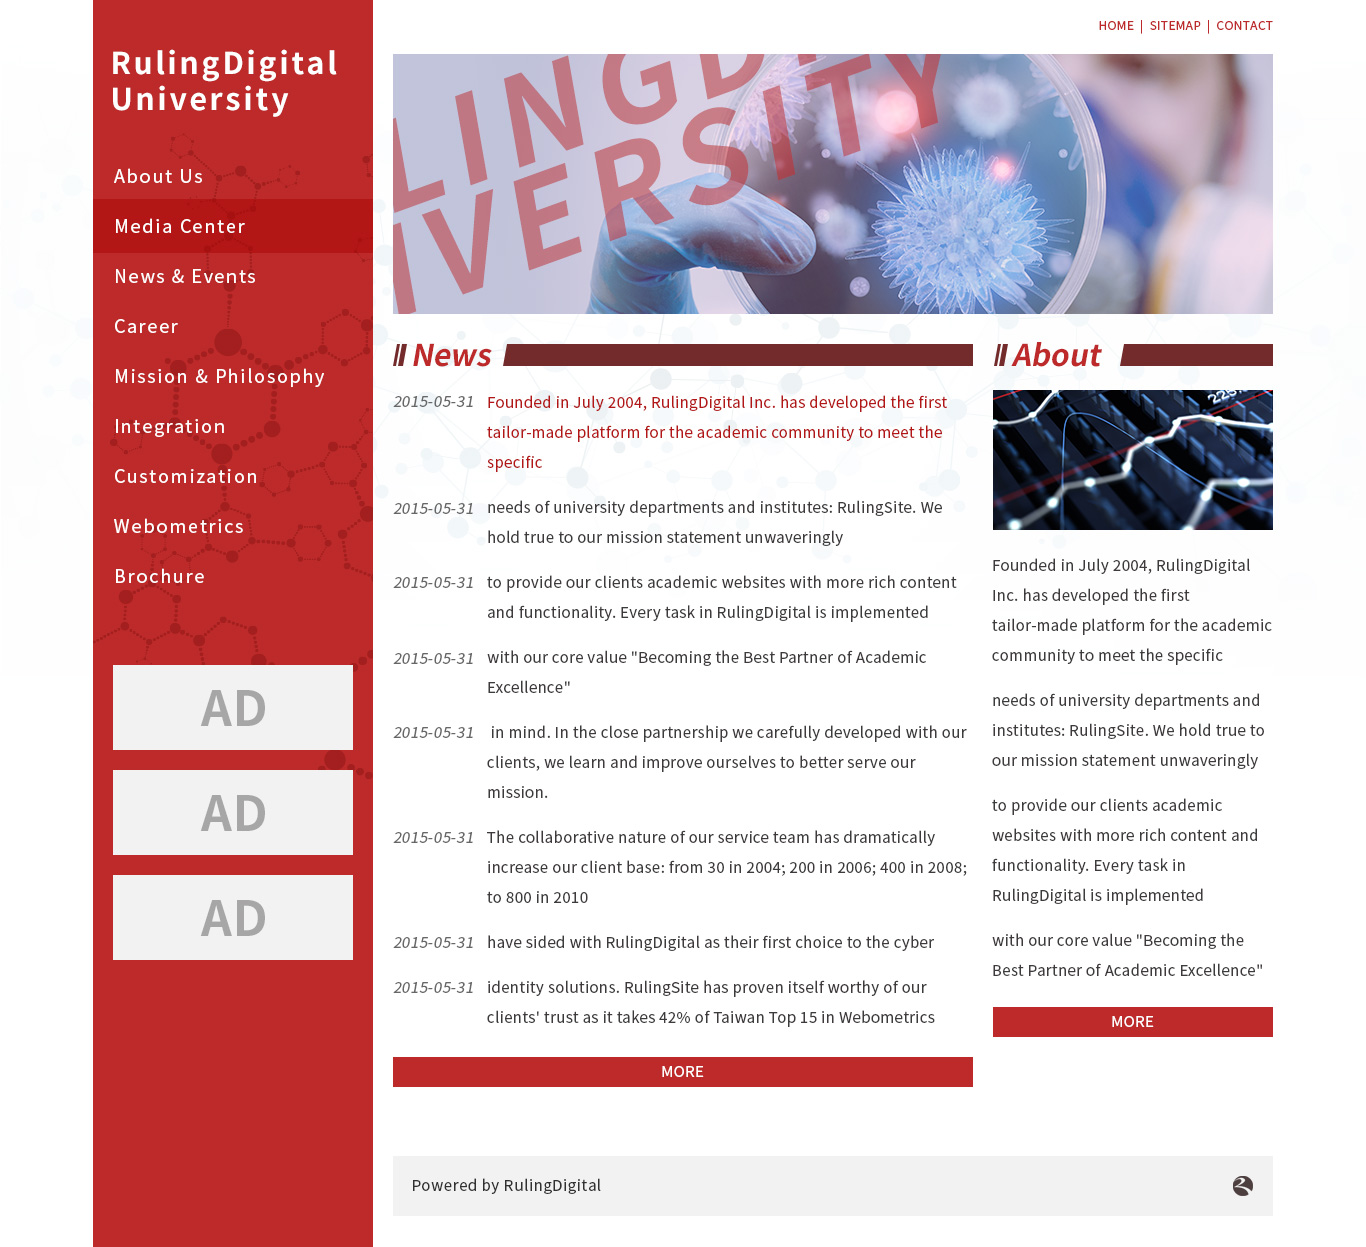 HOME | SITEMAP | CONTACT
RulingDigital
University
About Us
Media Center
News & Events
Career
Mission & Philosophy
Integration
Customization
Webometrics
Brochure
AD
AD
AD
LINGD
IVERSITY
News
2015-05-31 Founded in July 2004, RulingDigital Inc. has developed the first
tailor-made platform for the academic community to meet the
specific
2015-05-31 needs of university departments and institutes: RulingSite. We
hold true to our mission statement unwaveringly
2015-05-31 to provide our clients academic websites with more rich content
and functionality. Every task in RulingDigital is implemented
2015-05-31 with our core value "Becoming the Best Partner of Academic
Excellence"
2015-05-31 in mind. In the close partnership we carefully developed with our
clients, we learn and improve ourselves to better serve our
mission.
2015-05-31 The collaborative nature of our service team has dramatically
increase our client base: from 30 in 2004; 200 in 2006; 400 in 2008;
to 800 in 2010
2015-05-31 have sided with RulingDigital as their first choice to the cyber
2015-05-31 identity solutions. RulingSite has proven itself worthy of our
clients' trust as it takes 42% of Taiwan Top 15 in Webometrics
MORE
About
Founded in July 2004, RulingDigital
Inc. has developed the first
tailor-made platform for the academic
community to meet the specific
needs of university departments and
institutes: RulingSite. We hold true to
our mission statement unwaveringly
to provide our clients academic
websites with more rich content and
functionality. Every task in
RulingDigital is implemented
with our core value "Becoming the
Best Partner of Academic Excellence"
MORE
Powered by RulingDigital